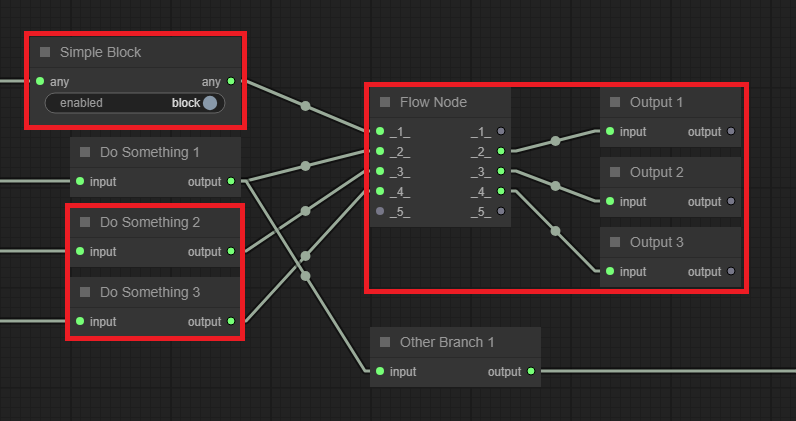 Simple Block
any any
enabled block
Do Something 1
input output
Do Something 2
input output
Do Something 3
input output
Flow Node
_1_ _1_
_2_ _2_
_3_ _3_
_4_ _4_
_5_ _5_
Output 1
input output
Output 2
input output
Output 3
input output
Other Branch 1
input output